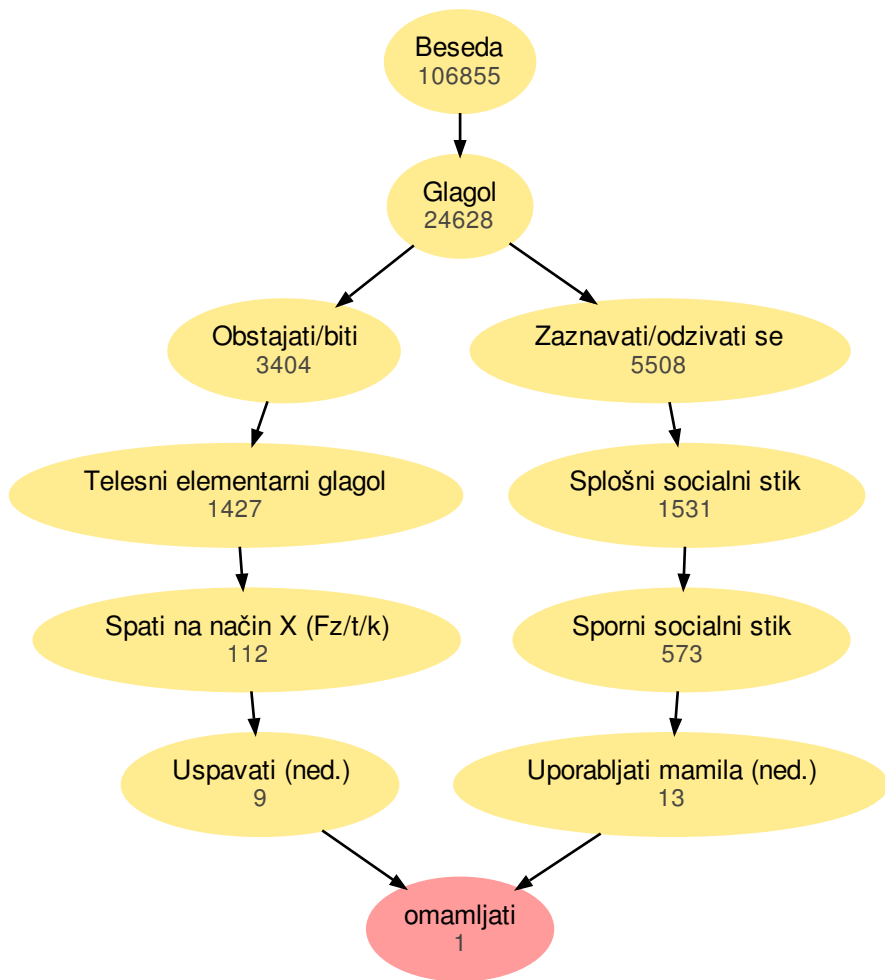 Beseda
106855
Glagol
24628
Obstajati/biti
3404
Zaznavati/odzivati se
5508
Telesni elementarni glagol
1427
Splošni socialni stik
1531
Spati na način X (Fz/t/k)
112
Sporni socialni stik
573
Uspavati (ned.)
9
Uporabljati mamila (ned.)
13
omamljati
1